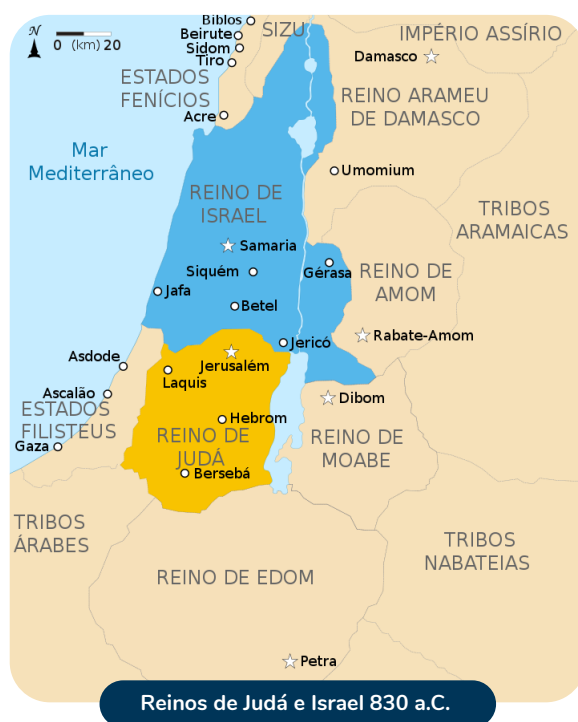 Biblos
N
0 (km) 20
Beirute
SIZU
IMPÉRIO ASSÍRIO
Sidom
Tiro
Damasco
ESTADOS
FENÍCIOS
REINO ARAMEU
DE DAMASCO
Acre
Mar
Mediterrâneo
Umomium
REINO DE
ISRAEL
TRIBOS
ARAMAICAS
Samaria
Siquém
Gérasa
REINO DE
AMOM
Jafa
Betel
Rabate-Amom
Jericó
Asdode
Jerusalém
Laquis
Ascalão
Dibom
ESTADOS
FILISTEUS
Hebrom
Gaza
REINO DE
JUDÁ
REINO DE
MOABE
Bersebá
TRIBOS
ÁRABES
TRIBOS
NABATEIAS
REINO DE EDOM
Petra
Reinos de Judá e Israel 830 a.C.